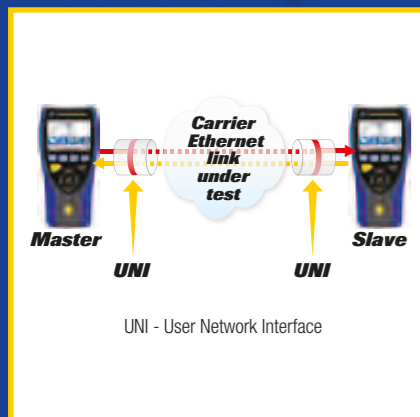 Carrier
Ethernet
link
under
test
Master
Slave
UNI
UNI
UNI - User Network Interface